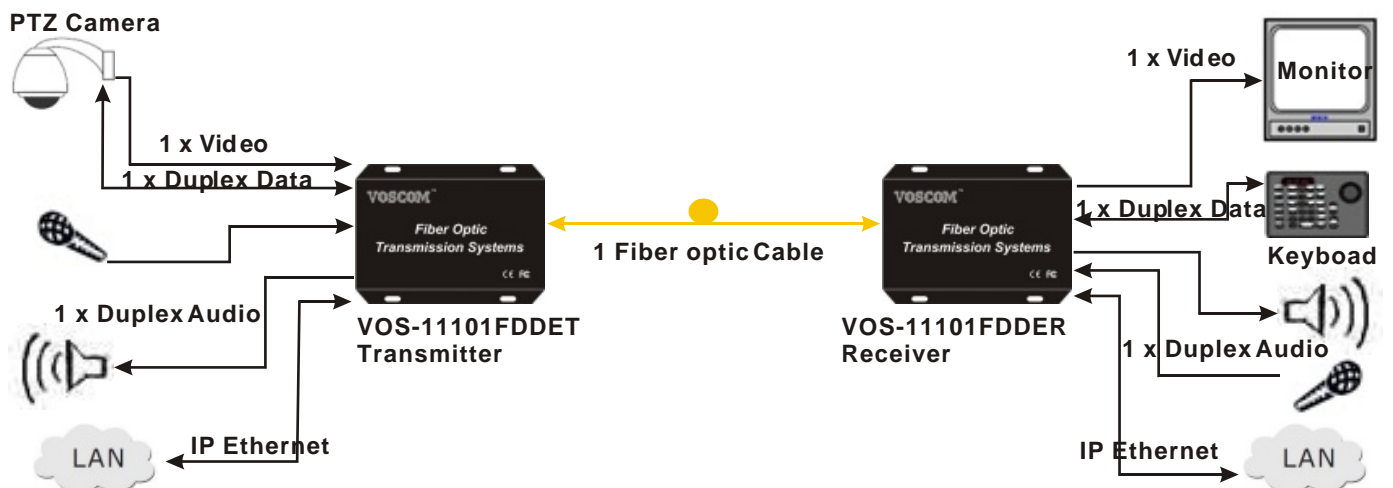 PTZ Camera
1 x Video
1 x Duplex Data
1 x Duplex Audio
IP Ethernet
LAN
VOSCOM™
Fiber Optic
Transmission Systems
CE FC
VOS-11101FDDET
Transmitter
1 Fiber optic Cable
VOSCOM™
Fiber Optic
Transmission Systems
CE FC
VOS-11101FDDER
Receiver
1 x Video
Monitor
1 x Duplex Data
Keyboad
1 x Duplex Audio
IP Ethernet
LAN